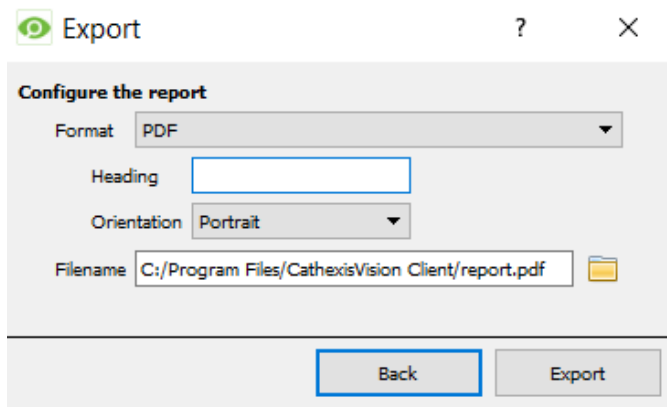 Export ? ×
Configure the report
Format PDF
Heading
Orientation Portrait
Filename C:/Program Files/CathexisVision Client/report.pdf
Back Export